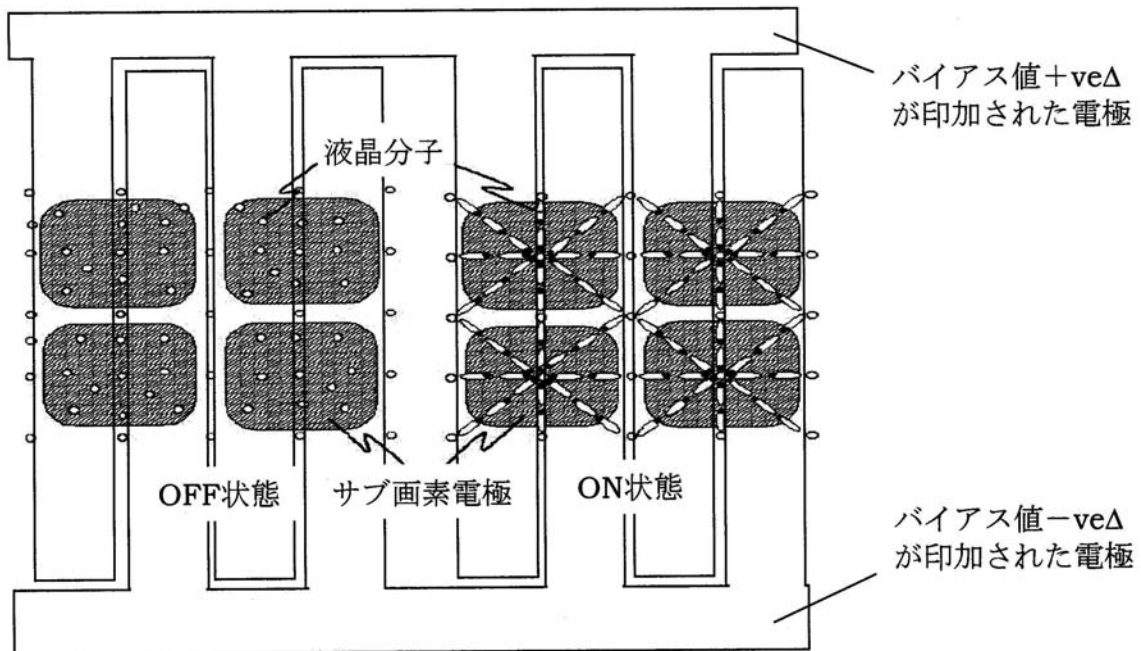 バイアス値＋veΔ
が印加された電極
液晶分子
OFF状態
サブ画素電極
ON状態
バイアス値－veΔ
が印加された電極